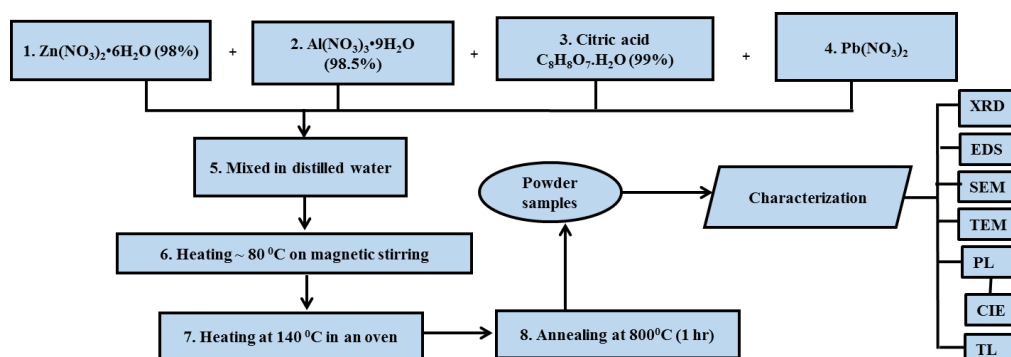 1. Zn(NO₃)₂•6H₂O (98%)
+
2. Al(NO₃)₃•9H₂O
(98.5%)
+
3. Citric acid
C₈H₈O₇.H₂O (99%)
+
4. Pb(NO₃)₂
5. Mixed in distilled water
6. Heating ~ 80 ⁰C on magnetic stirring
7. Heating at 140 ⁰C in an oven
8. Annealing at 800⁰C (1 hr)
Powder
samples
Characterization
XRD
EDS
SEM
TEM
PL
CIE
TL